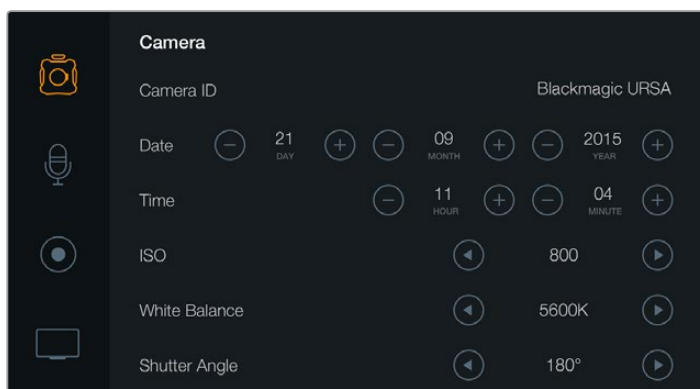 Camera
Camera ID Blackmagic URSA
Date 21 09 2015
DAY MONTH YEAR
Time 11 04
HOUR MINUTE
ISO 800
White Balance 5600K
Shutter Angle 180°